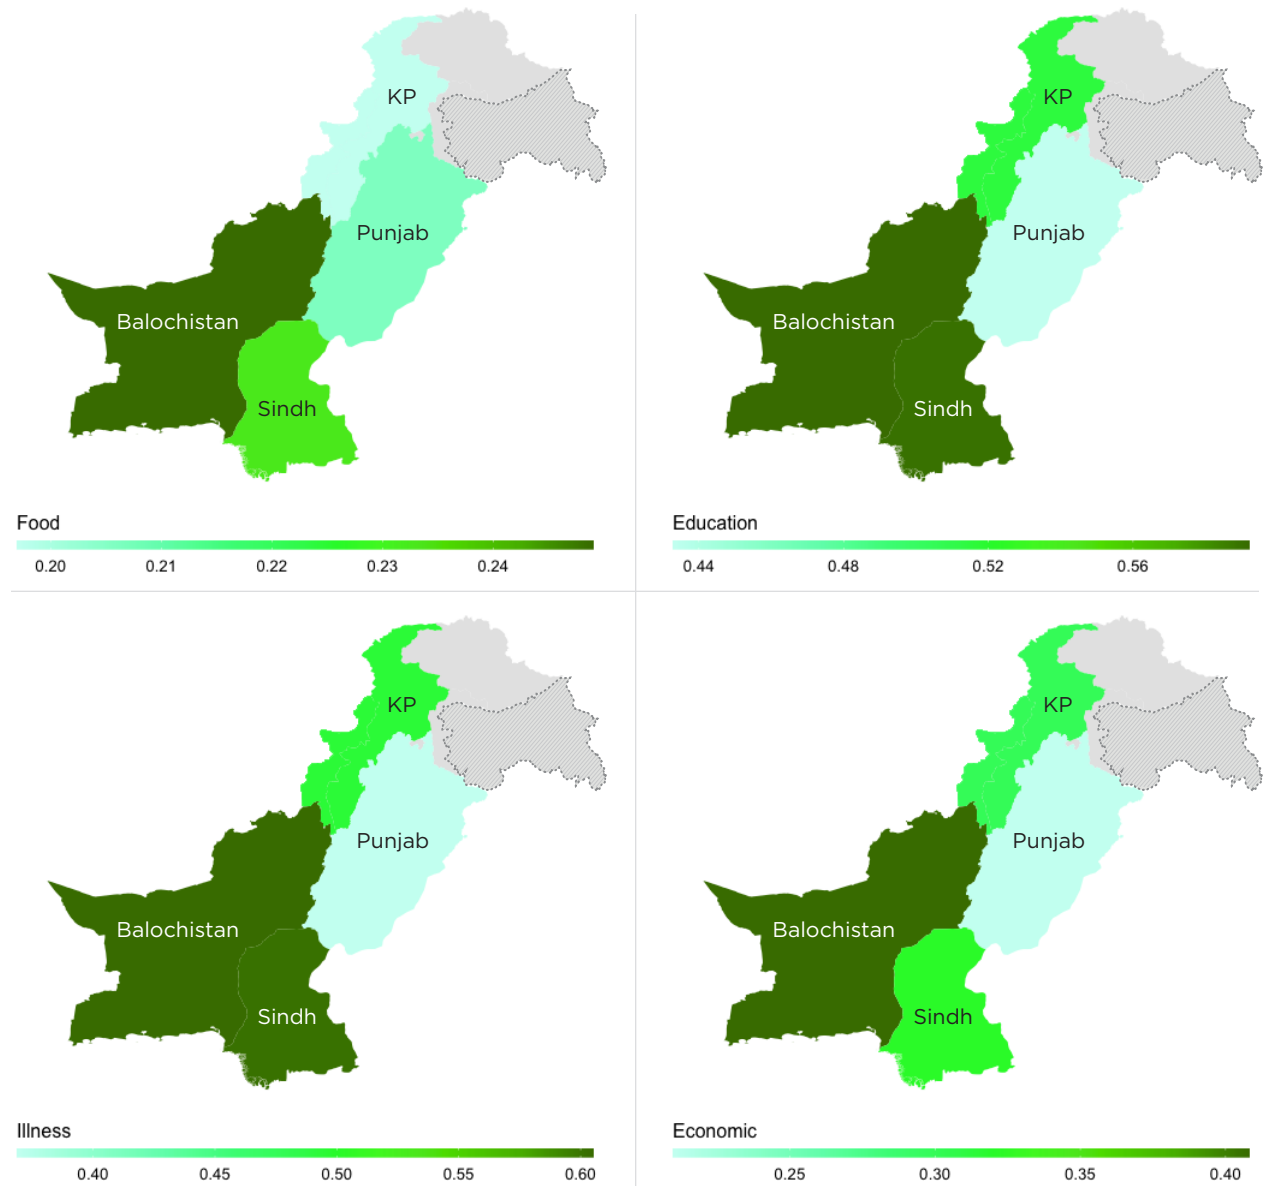 KP
Punjab
Balochistan
Sindh
Food
0.20 0.21 0.22 0.23 0.24
KP
Punjab
Balochistan
Sindh
Education
0.44 0.48 0.52 0.56
KP
Punjab
Balochistan
Sindh
Illness
0.40 0.45 0.50 0.55 0.60
KP
Punjab
Balochistan
Sindh
Economic
0.25 0.30 0.35 0.40